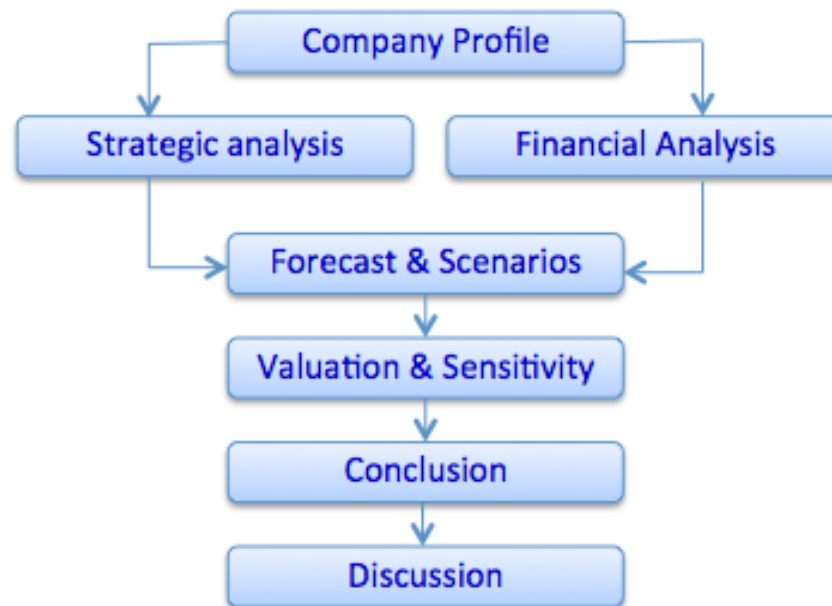 Company Profile
Strategic analysis
Financial Analysis
Forecast & Scenarios
Valuation & Sensitivity
Conclusion
Discussion